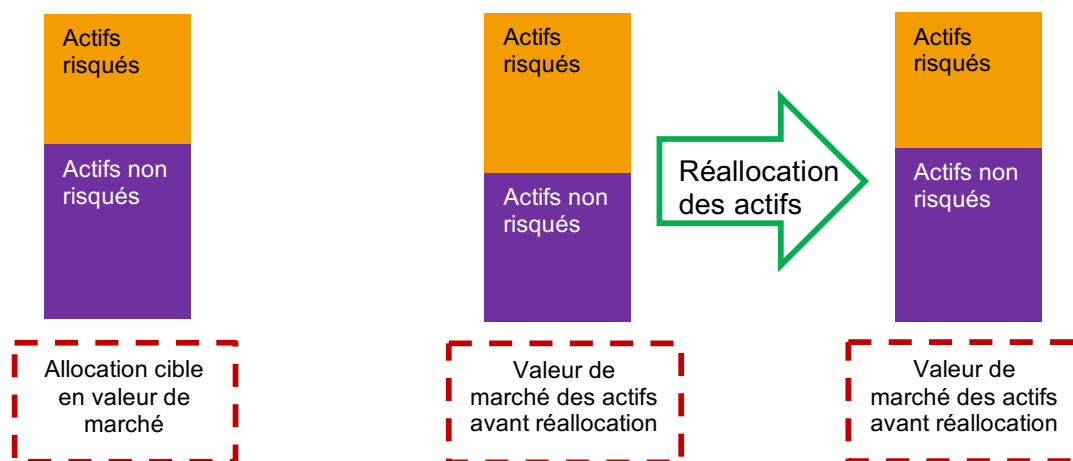 Actifs
risqués
Actifs non
risqués
Allocation cible
en valeur de
marché
Actifs
risqués
Actifs non
risqués
Valeur de
marché des actifs
avant réallocation
Réallocation
des actifs
Actifs
risqués
Actifs non
risqués
Valeur de
marché des actifs
avant réallocation